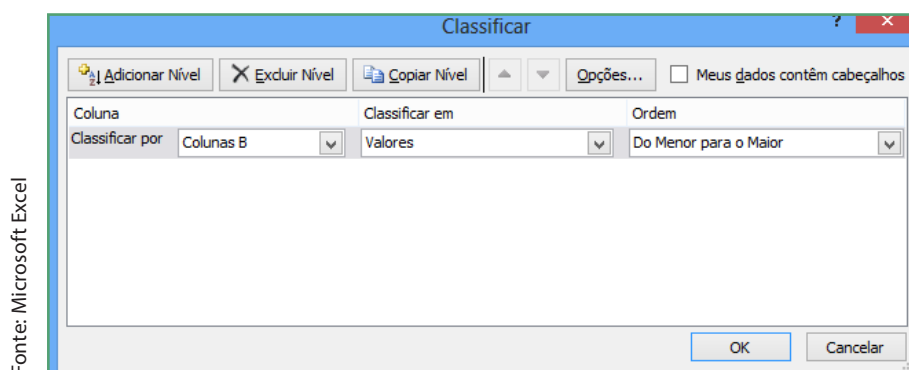 Classificar
?
Adicionar Nível Excluir Nível Copiar Nível Opções... Meus dados contêm cabeçalhos
Coluna Classificar em Ordem
Classificar por Colunas B Valores Do Menor para o Maior
OK Cancelar
Fonte: Microsoft Excel